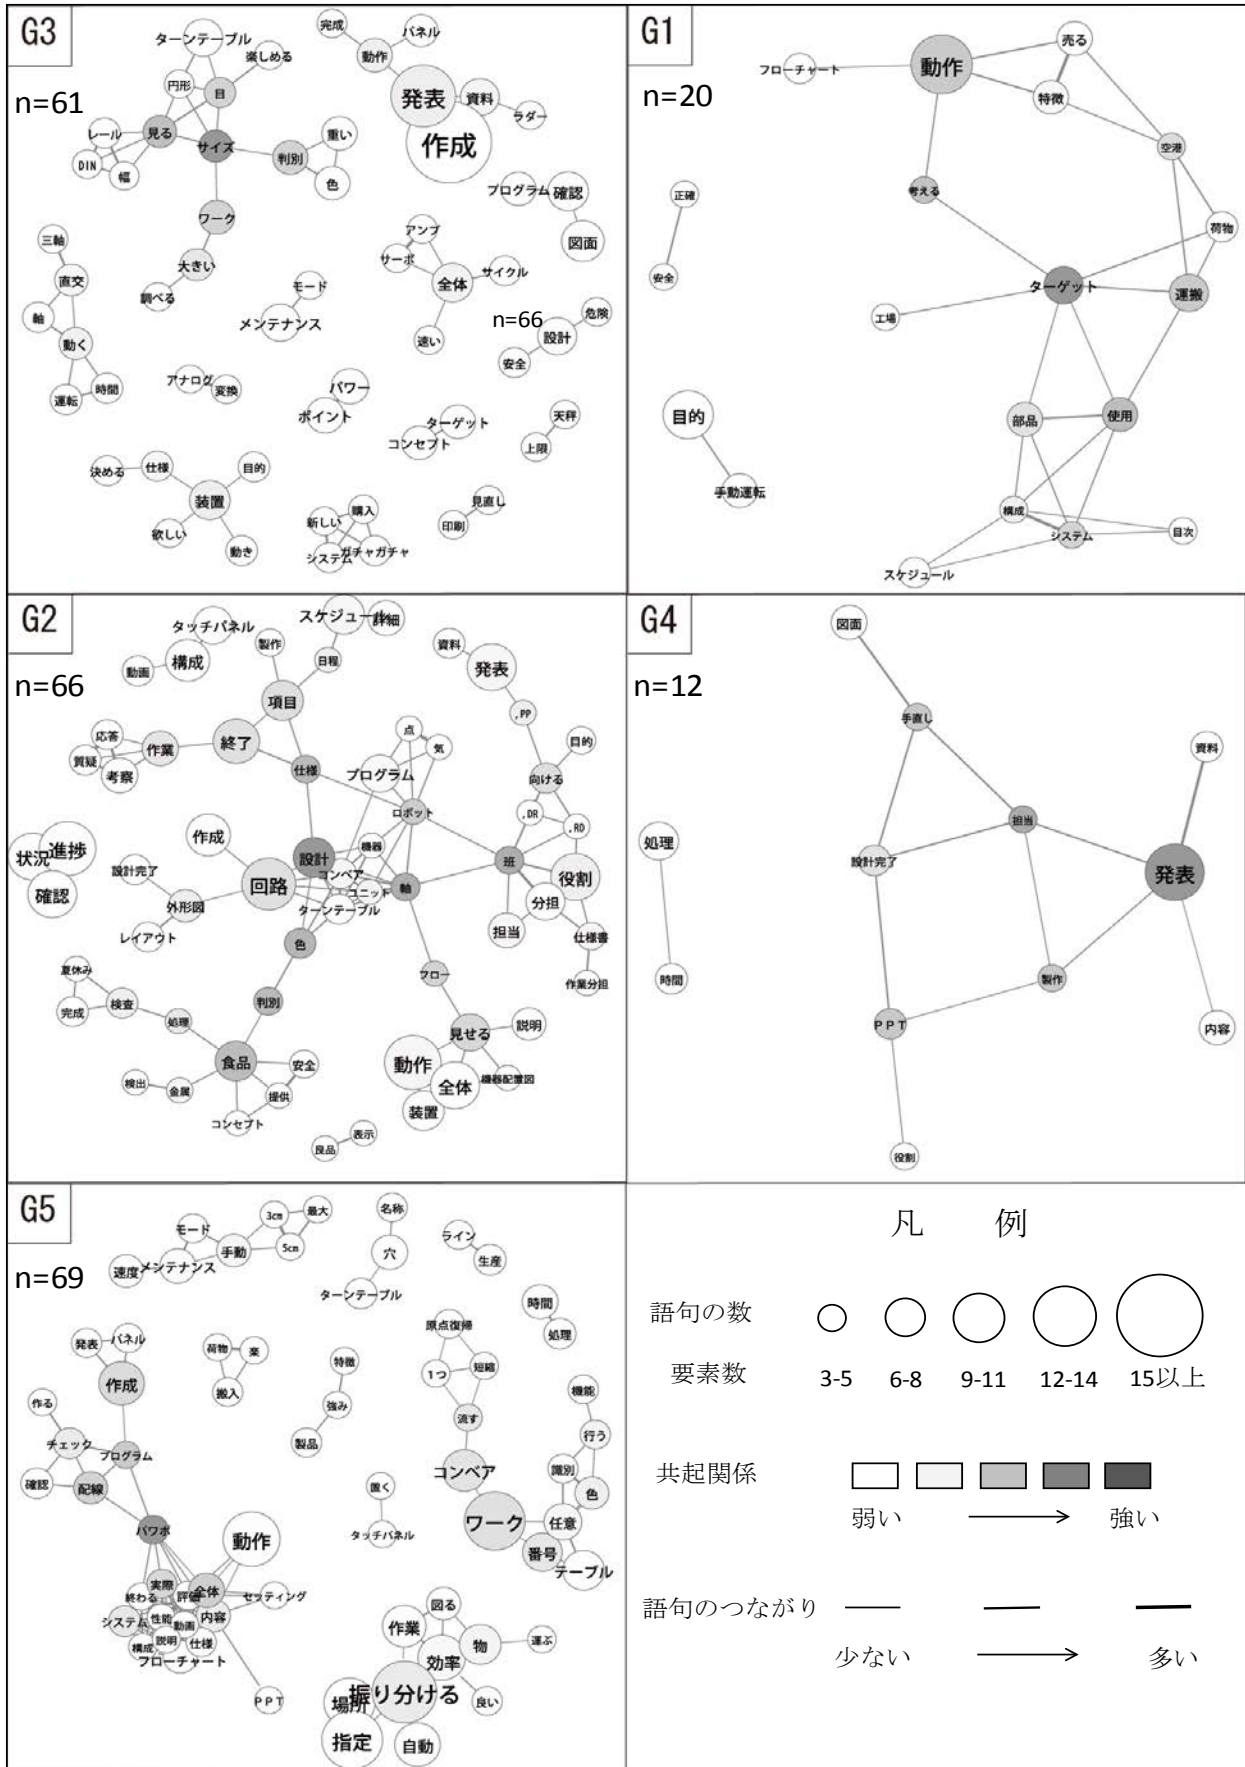 G3
n=61
完成
パネル
動作
発表
資料
ラダー
作成
ターンテーブル
楽しめる
円形
目
レール
見る
サイズ
DIN
幅
判別
重い
色
ワーク
大きい
調べる
プログラム
確認
図面
三軸
直交
軸
動く
運転
時間
アンプ
サーボ
全体
サイクル
速い
モード
メンテナンス
n=66
危険
設計
安全
アナログ
変換
パワー
ポイント
ターゲット
コンセプト
天秤
上限
決める
仕様
目的
装置
欲しい
動き
購入
新しい
システム
ガチャガチャ
見直し
印刷
G1
n=20
売る
動作
フローチャート
特徴
空港
正確
安全
考える
荷物
ターゲット
運搬
工場
目的
手動運転
部品
使用
構成
システム
目次
スケジュール
G2
n=66
タッチパネル
構成
動画
スケジュール
詳細
製作
日程
項目
資料
発表
,PP
応答
質疑
考察
作業
終了
仕様
点
気
プログラム
ロボット
目的
向ける
,DR
,RD
状況
進捗
確認
作成
設計
機器
コンベア
回路
ユニット
軸
ターンテーブル
班
役割
分担
担当
仕様書
作業分担
設計完了
外形図
レイアウト
色
フロー
夏休み
完成
検査
処理
判別
食品
検出
金属
安全
提供
コンセプト
見せる
説明
動作
全体
機器配置図
装置
良品
表示
G4
n=12
図面
手直し
資料
処理
時間
担当
設計完了
発表
製作
PPT
内容
役割
G5
n=69
モード
3cm
最大
手動
5cm
速度
メンテナンス
名称
穴
ターンテーブル
ライン
生産
時間
処理
発表
パネル
作成
荷物
楽
搬入
特徴
強み
製品
原点復帰
1つ
短縮
流す
機能
行う
作る
チェック
プログラム
確認
配線
コンベア
識別
色
ワーク
任意
番号
テーブル
置く
タッチパネル
パワポ
動作
実際
終わる
評価
全体
セッティング
システム
性能
動画
内容
構成
説明
仕様
フローチャート
PPT
図る
作業
物
運ぶ
効率
場所
振り分ける
良い
指定
自動
凡 例
語句の数
要素数 3-5 6-8 9-11 12-14 15以上
共起関係
弱い 強い
語句のつながり
少ない 多い